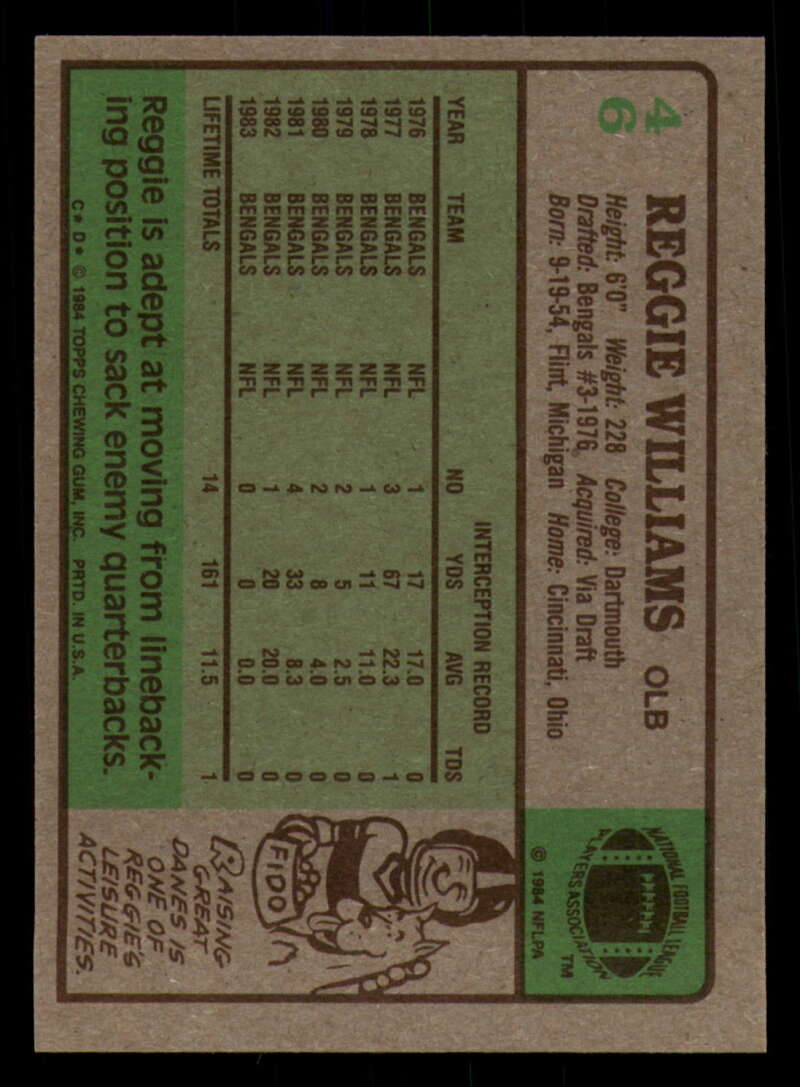 46
REGGIE WILLIAMS OLB
Height: 6'0" Weight: 228 College: Dartmouth
Drafted: Bengals #3-1976 Acquired: Via Draft
Born: 9-19-54, Flint, Michigan Home: Cincinnati, Ohio
NATIONAL FOOTBALL LEAGUE
PLAYERS ASSOCIATION
TM
© 1984 NFLPA
INTERCEPTION RECORD
YEAR TEAM NO YDS AVG TDS
1976 BENGALS NFL 1 17 17.0 0
1977 BENGALS NFL 3 67 22.3 1
1978 BENGALS NFL 1 11 11.0 0
1979 BENGALS NFL 2 5 2.5 0
1980 BENGALS NFL 2 8 4.0 0
1981 BENGALS NFL 4 33 8.3 0
1982 BENGALS NFL 1 20 20.0 0
1983 BENGALS NFL 0 0 0.0 0
LIFETIME TOTALS 14 161 11.5 1
Reggie is adept at moving from lineback-
ing position to sack enemy quarterbacks.
C* D* © 1984 TOPPS CHEWING GUM, INC. PRTD. IN U.S.A.
FIDO
RAISING
GREAT
DANES IS
ONE OF
REGGIE'S
LEISURE
ACTIVITIES.